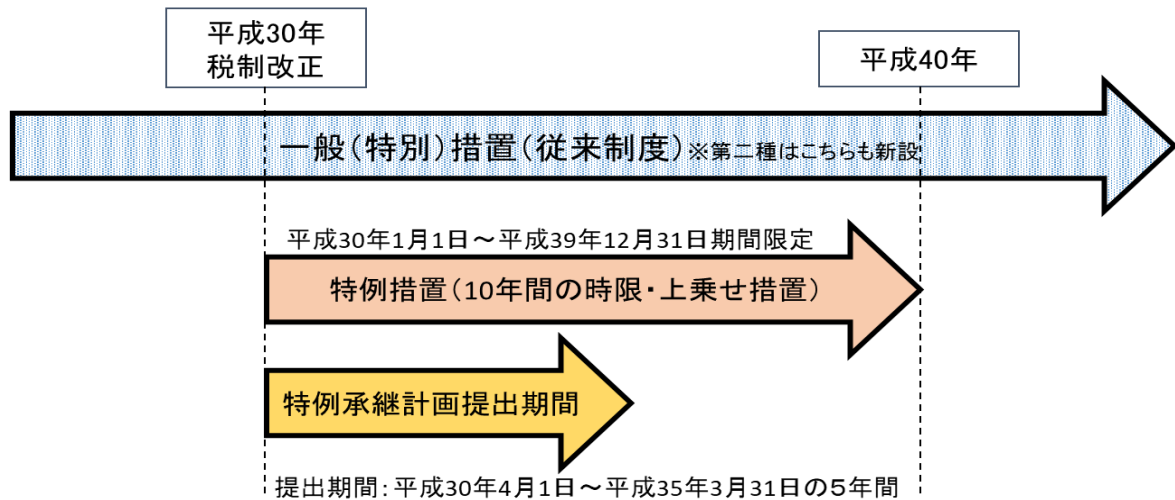 平成30年
税制改正
平成40年
一般(特別)措置(従来制度)※第二種はこちらも新設
平成30年1月1日～平成39年12月31日期間限定
特例措置(10年間の時限・上乗せ措置)
特例承継計画提出期間
提出期間：平成30年4月1日～平成35年3月31日の５年間